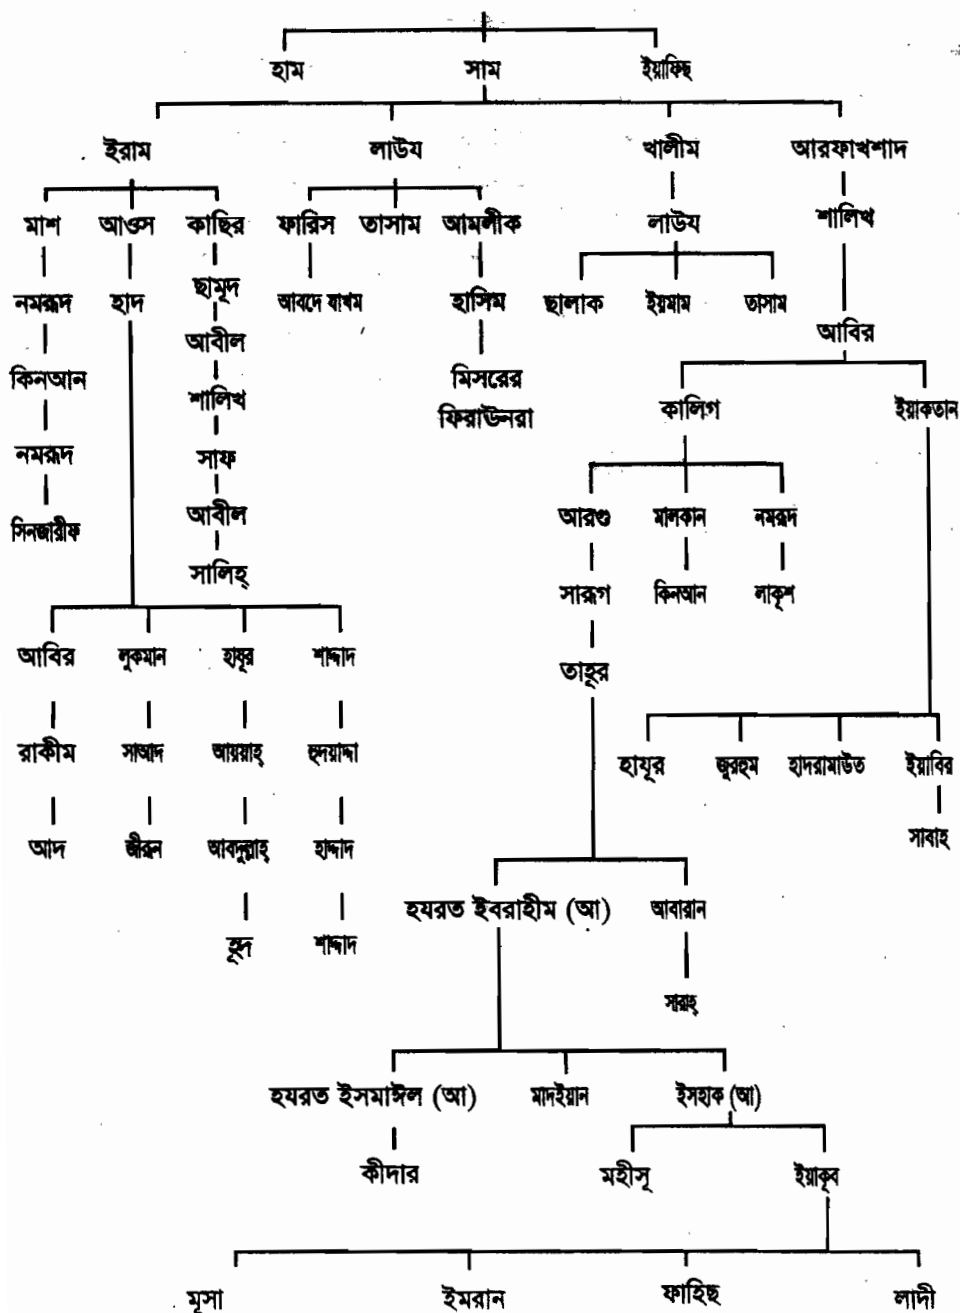 হাম সাম ইয়াফিছ
ইরাম লাউয খালীম আরফাখশাদ
মাশ আওস কাছির ফারিস তাসাম আমলীক লাউয শালিখ
নমরূদ হাদ ছামূদ আবদে যাখম হাসিম ছালাক ইয়মাম তাসাম
আবীল আবির
কিনআন শালিখ মিসরের
ফিরাঊনরা কালিগ ইয়াকতান
নমরূদ সাফ
সিনজারীফ আবীল আরগু মালকান নমরূদ
সালিহ্ সারূগ কিনআন লাকূশ
আবির লুকমান হাযূর শাদ্দাদ তাহূর
রাকীম সাআদ আয়য়াহ্ হুদয়াদ্দা হাযূর জুরহুম হাদরামাউত ইয়াবির
আদ জীরূন আবদুল্লাহ্ হাদ্দাদ সাবাহ
হযরত ইবরাহীম (আ) আবারান
হূদ শাদ্দাদ
সারাহ্
হযরত ইসমাঈল (আ) মাদইয়ান ইসহাক (আ)
কীদার মহীসূ ইয়াকূব
মূসা ইমরান ফাহিছ লাদী